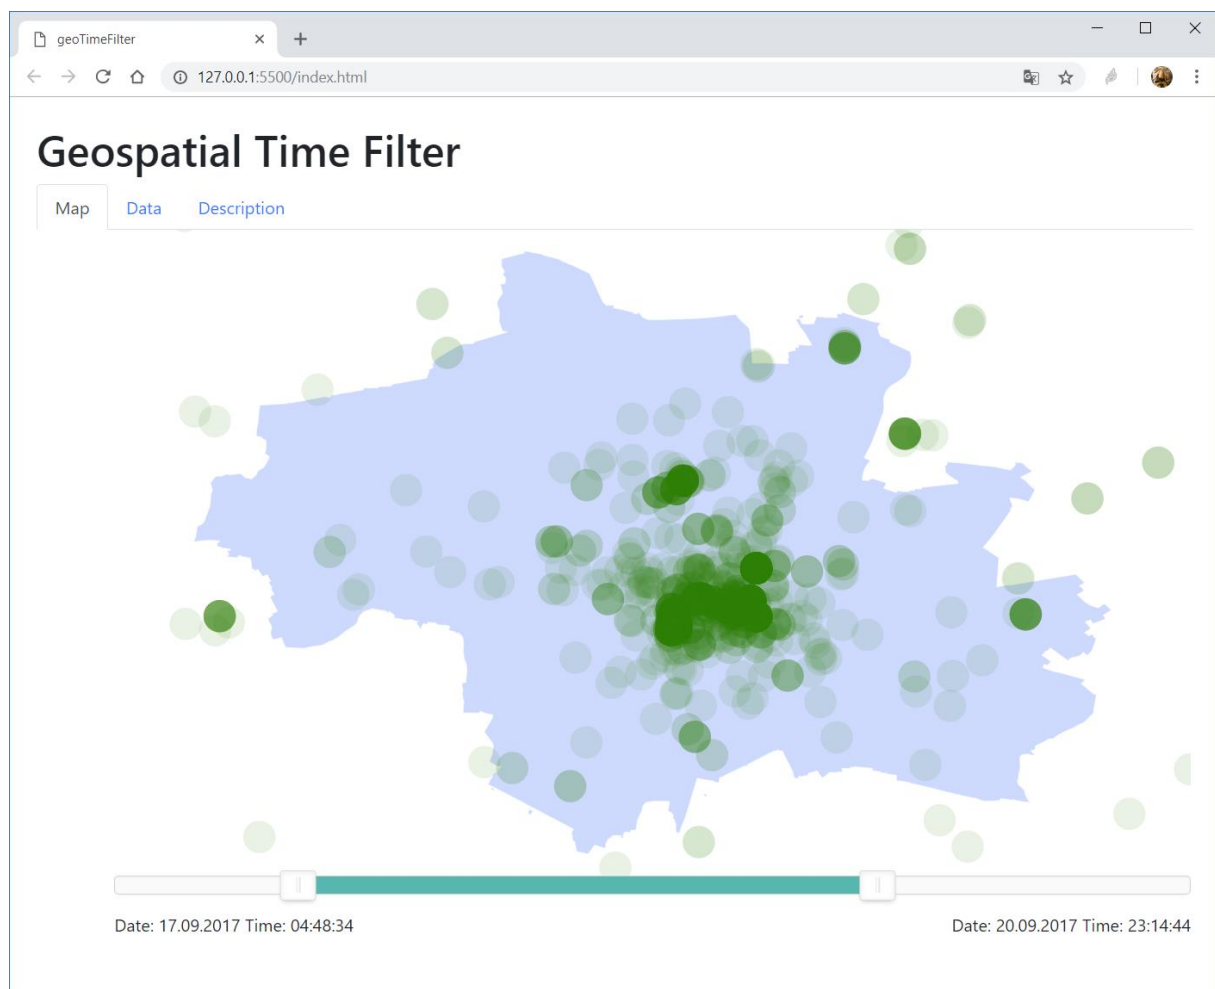 geoTimeFilter
127.0.0.1:5500/index.html
Geospatial Time Filter
Map Data Description
Date: 17.09.2017 Time: 04:48:34 Date: 20.09.2017 Time: 23:14:44